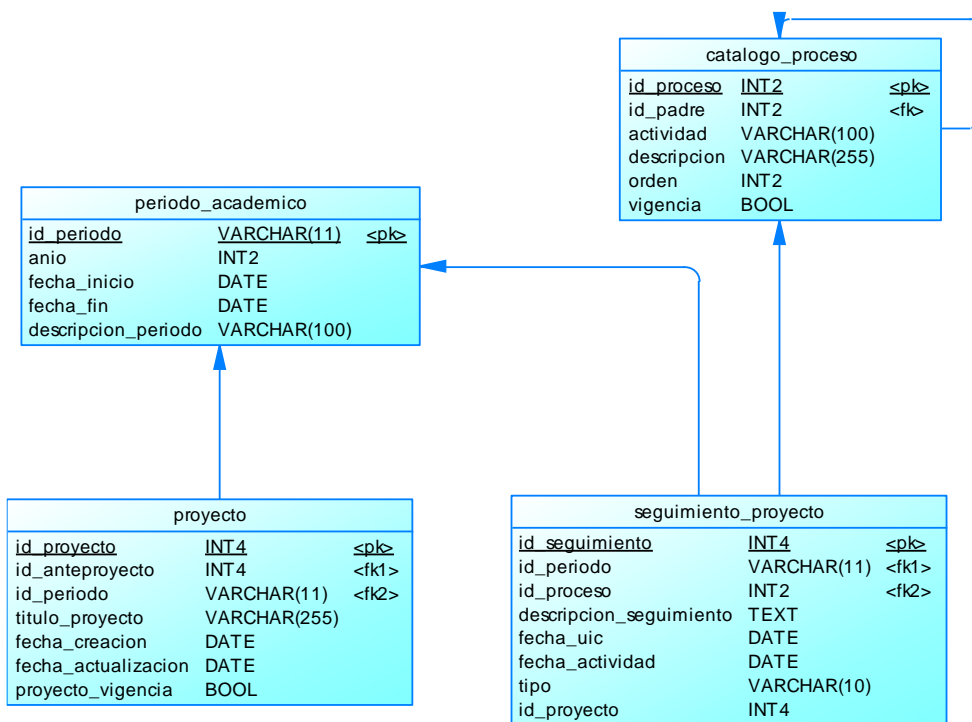 catalogo_proceso
id_proceso INT2 <pk>
id_padre INT2 <fk>
actividad VARCHAR(100)
descripcion VARCHAR(255)
orden INT2
vigencia BOOL
periodo_academico
id_periodo VARCHAR(11) <pk>
anio INT2
fecha_inicio DATE
fecha_fin DATE
descripcion_periodo VARCHAR(100)
proyecto
id_proyecto INT4 <pk>
id_anteproyecto INT4 <fk1>
id_periodo VARCHAR(11) <fk2>
titulo_proyecto VARCHAR(255)
fecha_creacion DATE
fecha_actualizacion DATE
proyecto_vigencia BOOL
seguimiento_proyecto
id_seguimiento INT4 <pk>
id_periodo VARCHAR(11) <fk1>
id_proceso INT2 <fk2>
descripcion_seguimiento TEXT
fecha_uic DATE
fecha_actividad DATE
tipo VARCHAR(10)
id_proyecto INT4